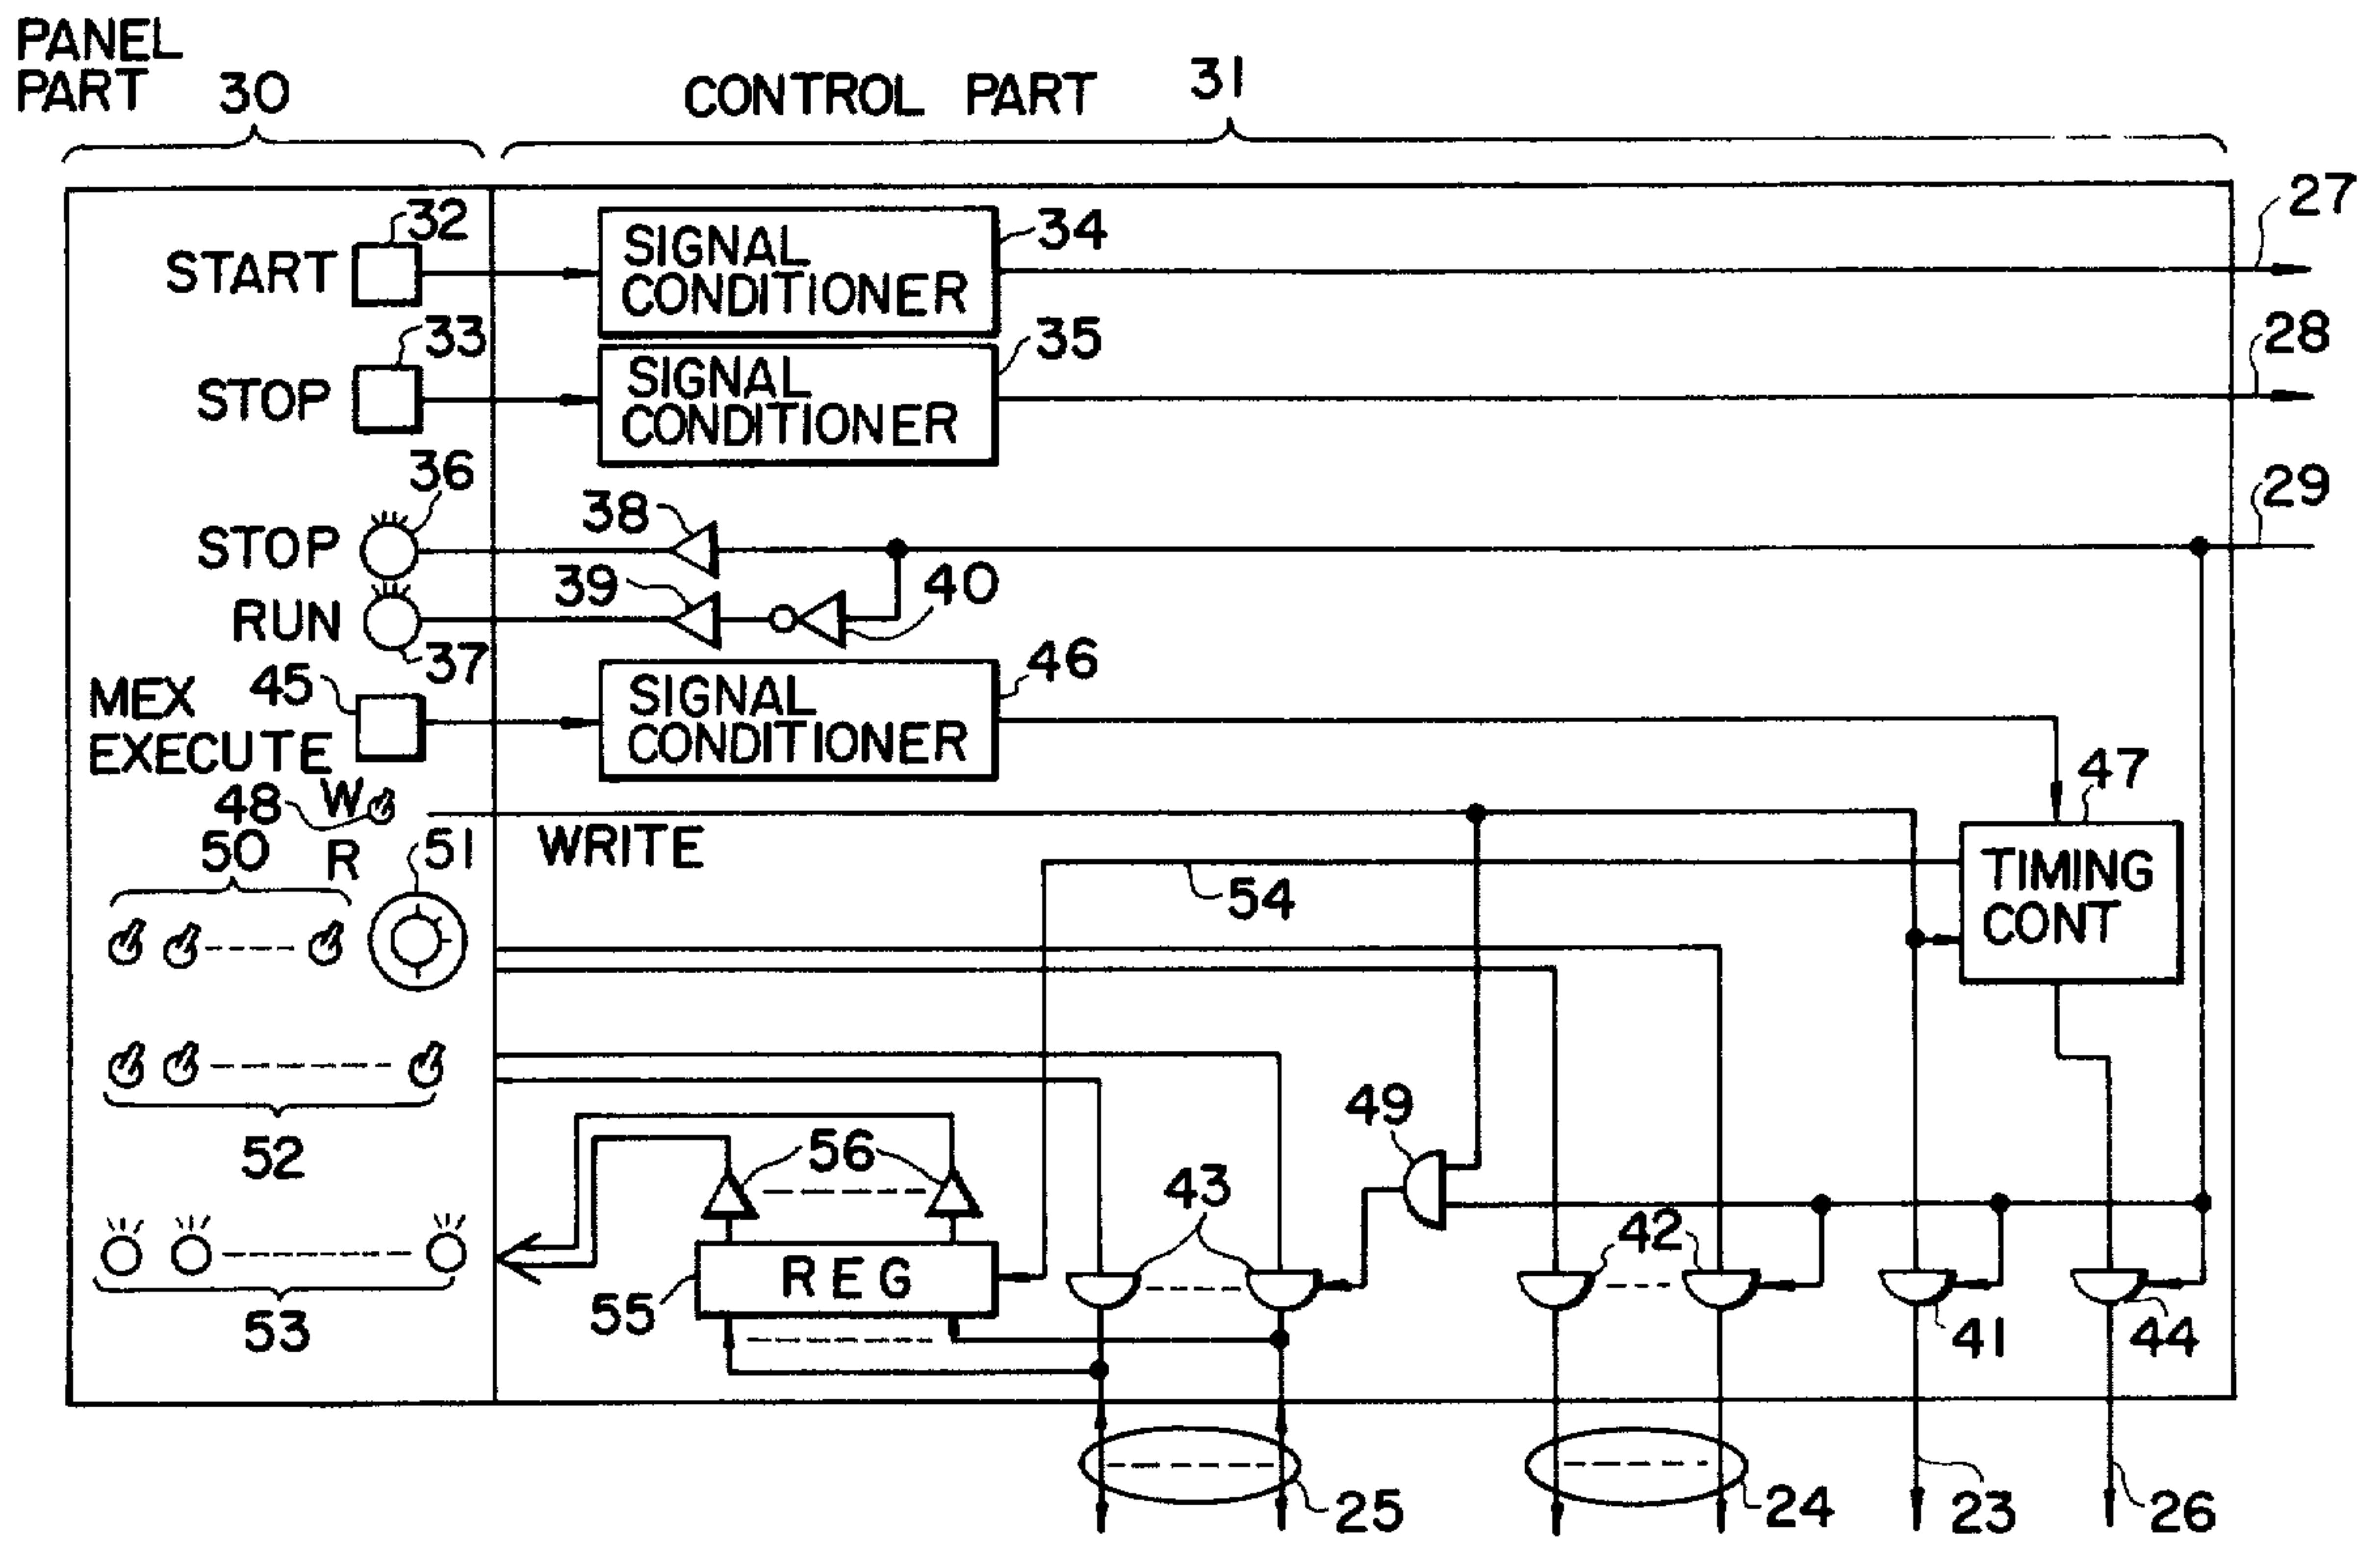 PANEL
PART 30
CONTROL PART 31
27
32
START
SIGNAL
CONDITIONER
34
33
STOP
SIGNAL
CONDITIONER
35
28
36
STOP
38
29
RUN
37
39
40
MEX
EXECUTE
45
SIGNAL
CONDITIONER
46
47
48 W
R
WRITE
50
51
54
TIMING
CONT
52
49
56
43
42
53
55
REG
41
44
25
24
23
26